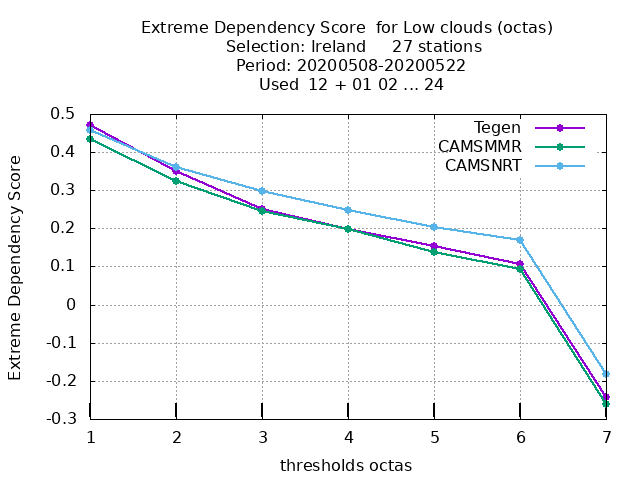 Extreme Dependency Score  for Low clouds (octas)
Selection: Ireland     27 stations
Period: 20200508-20200522
Used  12 + 01 02 ... 24
Extreme Dependency Score
0.5
0.4
0.3
0.2
0.1
0
-0.1
-0.2
-0.3
Tegen
CAMSMMR
CAMSNRT
1 2 3 4 5 6 7
thresholds octas